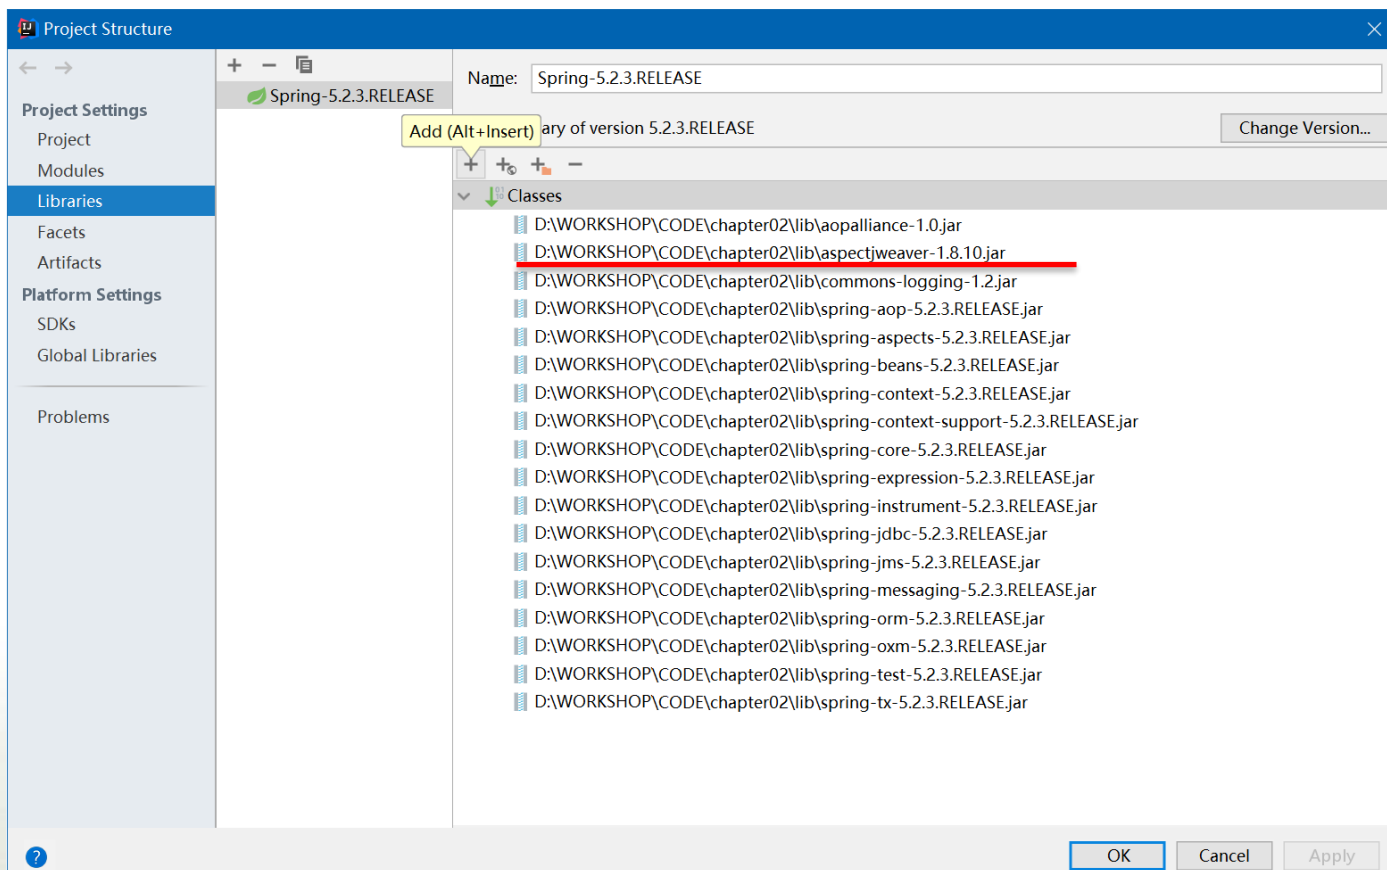 Project Structure
Project Settings
Project
Modules
Libraries
Facets
Artifacts
Platform Settings
SDKs
Global Libraries
Problems
Spring-5.2.3.RELEASE
Name: Spring-5.2.3.RELEASE
Add (Alt+Insert) ary of version 5.2.3.RELEASE
Change Version...
Classes
D:\WORKSHOP\CODE\chapter02\lib\aopalliance-1.0.jar
D:\WORKSHOP\CODE\chapter02\lib\aspectjweaver-1.8.10.jar
D:\WORKSHOP\CODE\chapter02\lib\commons-logging-1.2.jar
D:\WORKSHOP\CODE\chapter02\lib\spring-aop-5.2.3.RELEASE.jar
D:\WORKSHOP\CODE\chapter02\lib\spring-aspects-5.2.3.RELEASE.jar
D:\WORKSHOP\CODE\chapter02\lib\spring-beans-5.2.3.RELEASE.jar
D:\WORKSHOP\CODE\chapter02\lib\spring-context-5.2.3.RELEASE.jar
D:\WORKSHOP\CODE\chapter02\lib\spring-context-support-5.2.3.RELEASE.jar
D:\WORKSHOP\CODE\chapter02\lib\spring-core-5.2.3.RELEASE.jar
D:\WORKSHOP\CODE\chapter02\lib\spring-expression-5.2.3.RELEASE.jar
D:\WORKSHOP\CODE\chapter02\lib\spring-instrument-5.2.3.RELEASE.jar
D:\WORKSHOP\CODE\chapter02\lib\spring-jdbc-5.2.3.RELEASE.jar
D:\WORKSHOP\CODE\chapter02\lib\spring-jms-5.2.3.RELEASE.jar
D:\WORKSHOP\CODE\chapter02\lib\spring-messaging-5.2.3.RELEASE.jar
D:\WORKSHOP\CODE\chapter02\lib\spring-orm-5.2.3.RELEASE.jar
D:\WORKSHOP\CODE\chapter02\lib\spring-oxm-5.2.3.RELEASE.jar
D:\WORKSHOP\CODE\chapter02\lib\spring-test-5.2.3.RELEASE.jar
D:\WORKSHOP\CODE\chapter02\lib\spring-tx-5.2.3.RELEASE.jar
OK
Cancel
Apply